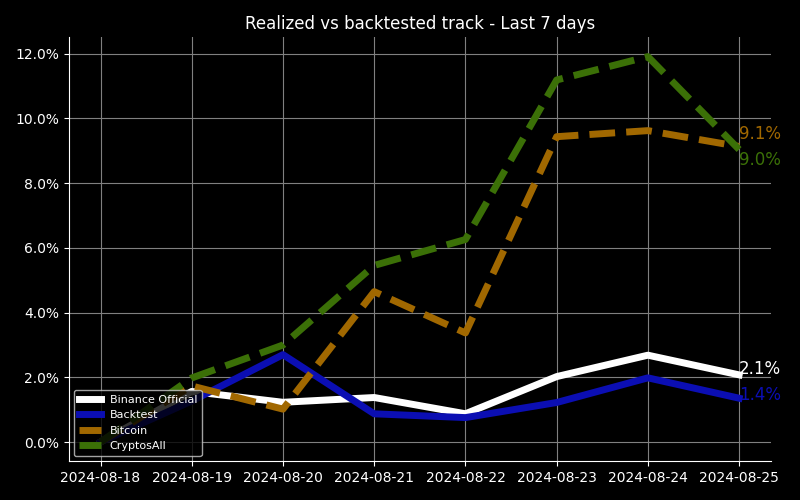 Realized vs backtested track - Last 7 days
12.0%
10.0%
8.0%
6.0%
4.0%
2.0%
0.0%
9.1%
9.0%
2.1%
1.4%
Binance Official
Backtest
Bitcoin
CryptosAll
2024-08-18 2024-08-19 2024-08-20 2024-08-21 2024-08-22 2024-08-23 2024-08-24 2024-08-25